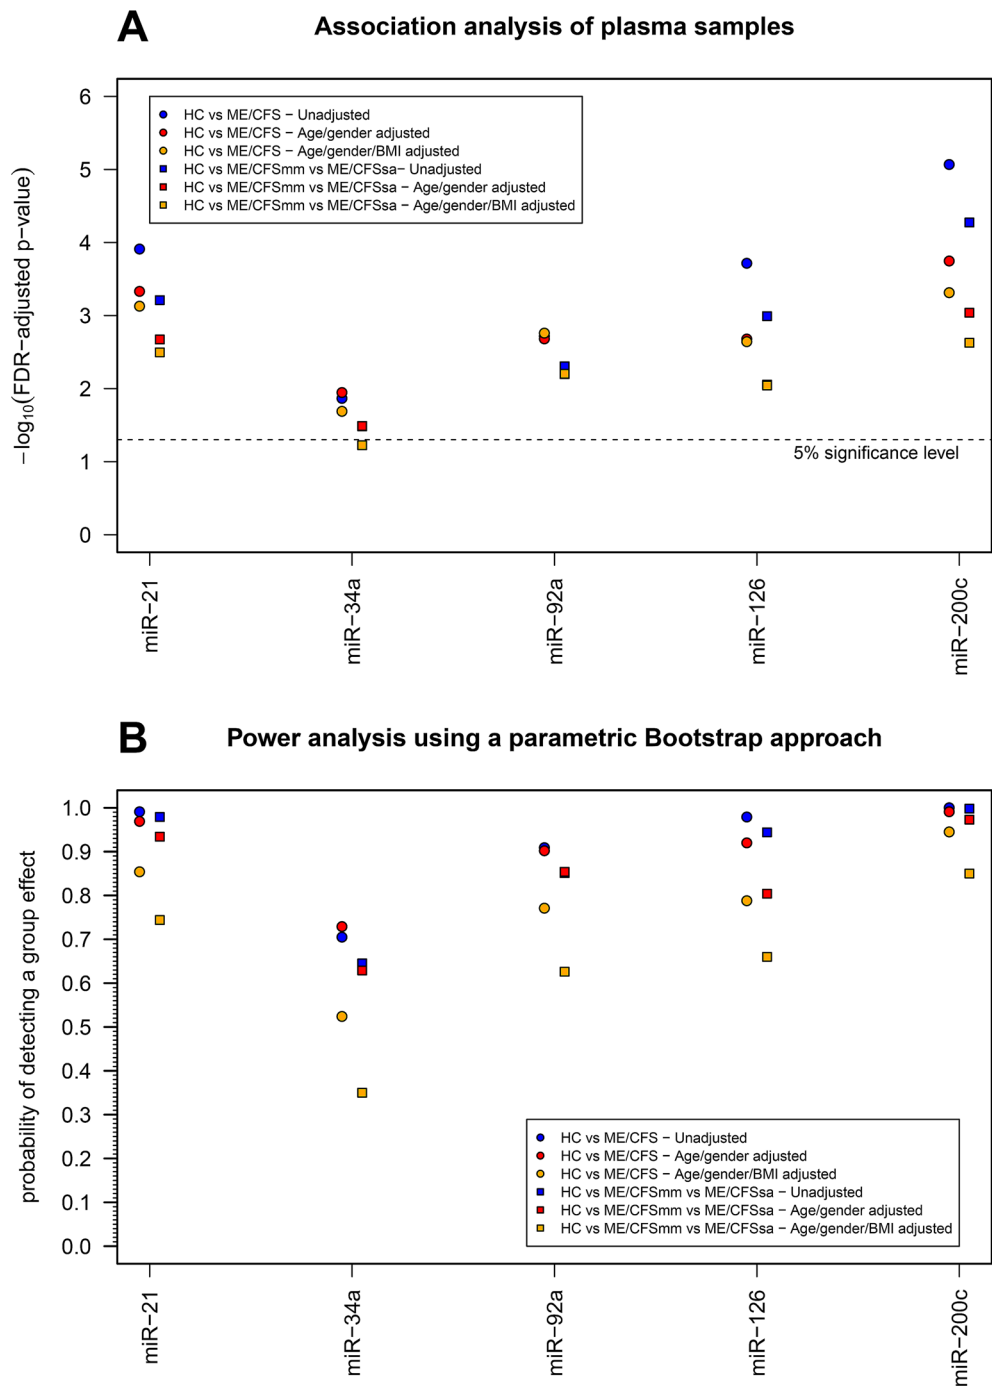 A
Association analysis of plasma samples
−log10(FDR−adjusted p−value)
6
5
4
3
2
1
0
HC vs ME/CFS − Unadjusted
HC vs ME/CFS − Age/gender adjusted
HC vs ME/CFS − Age/gender/BMI adjusted
HC vs ME/CFSmm vs ME/CFSsa− Unadjusted
HC vs ME/CFSmm vs ME/CFSsa − Age/gender adjusted
HC vs ME/CFSmm vs ME/CFSsa − Age/gender/BMI adjusted
5% significance level
miR−21
miR−34a
miR−92a
miR−126
miR−200c
B
Power analysis using a parametric Bootstrap approach
probability of detecting a group effect
1.0
0.9
0.8
0.7
0.6
0.5
0.4
0.3
0.2
0.1
0.0
HC vs ME/CFS − Unadjusted
HC vs ME/CFS − Age/gender adjusted
HC vs ME/CFS − Age/gender/BMI adjusted
HC vs ME/CFSmm vs ME/CFSsa − Unadjusted
HC vs ME/CFSmm vs ME/CFSsa − Age/gender adjusted
HC vs ME/CFSmm vs ME/CFSsa − Age/gender/BMI adjusted
miR−21
miR−34a
miR−92a
miR−126
miR−200c